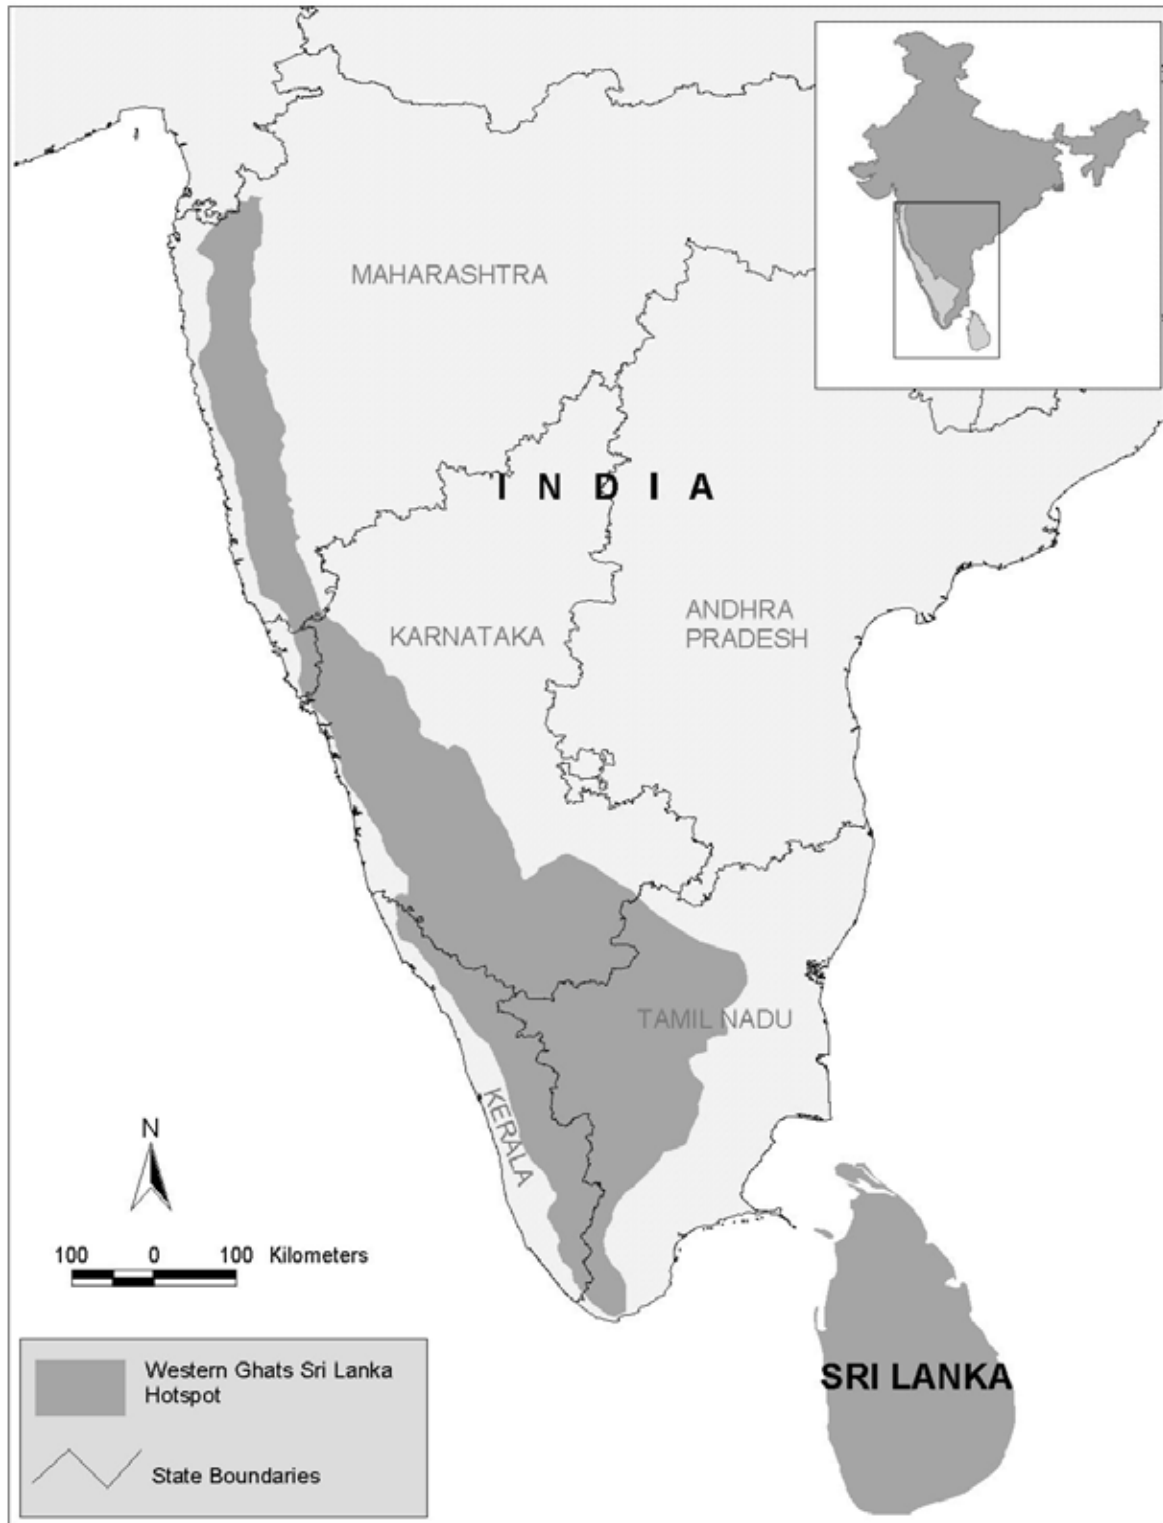 MAHARASHTRA
I N D I A
ANDHRA
PRADESH
KARNATAKA
TAMIL NADU
KERALA
N
100 0 100 Kilometers
SRI LANKA
Western Ghats Sri Lanka
Hotspot
State Boundaries